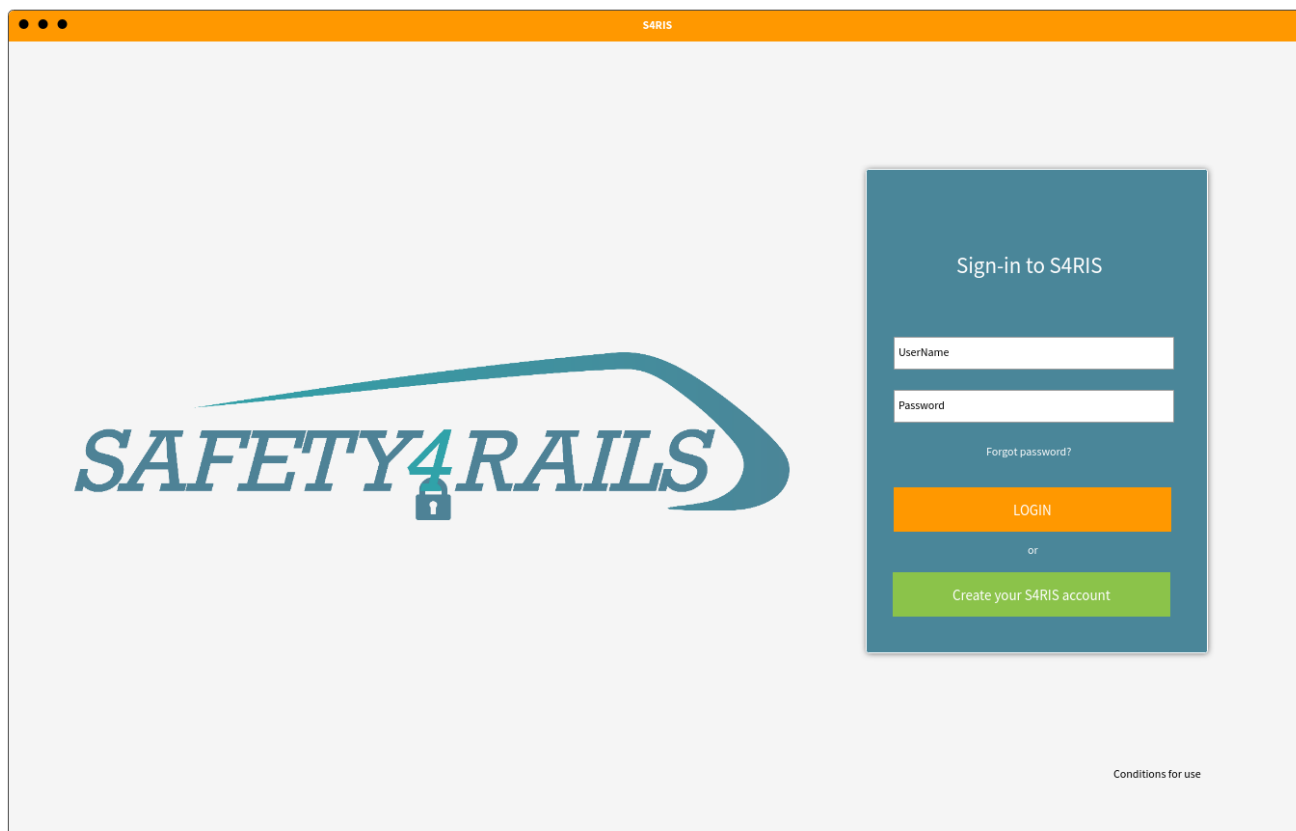 S4RIS
SAFETY4RAILS
Sign-in to S4RIS
UserName
Password
Forgot password?
LOGIN
or
Create your S4RIS account
Conditions for use